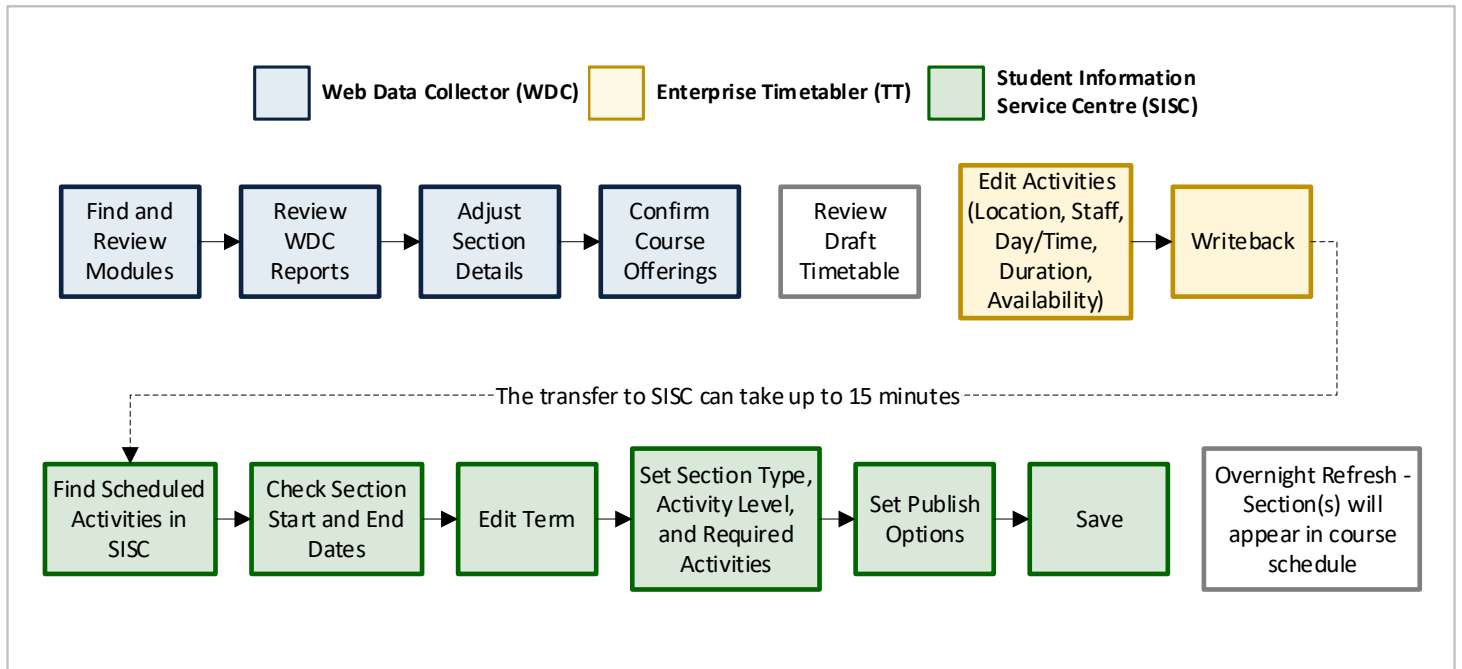 Web Data Collector (WDC)
Enterprise Timetabler (TT)
Student Information
Service Centre (SISC)
Find and
Review
Modules
Review
WDC
Reports
Adjust
Section
Details
Confirm
Course
Offerings
Review
Draft
Timetable
Edit Activities
(Location, Staff,
Day/Time,
Duration,
Availability)
Writeback
The transfer to SISC can take up to 15 minutes
Find Scheduled
Activities in
SISC
Check Section
Start and End
Dates
Edit Term
Set Section Type,
Activity Level,
and Required
Activities
Set Publish
Options
Save
Overnight Refresh -
Section(s) will
appear in course
schedule